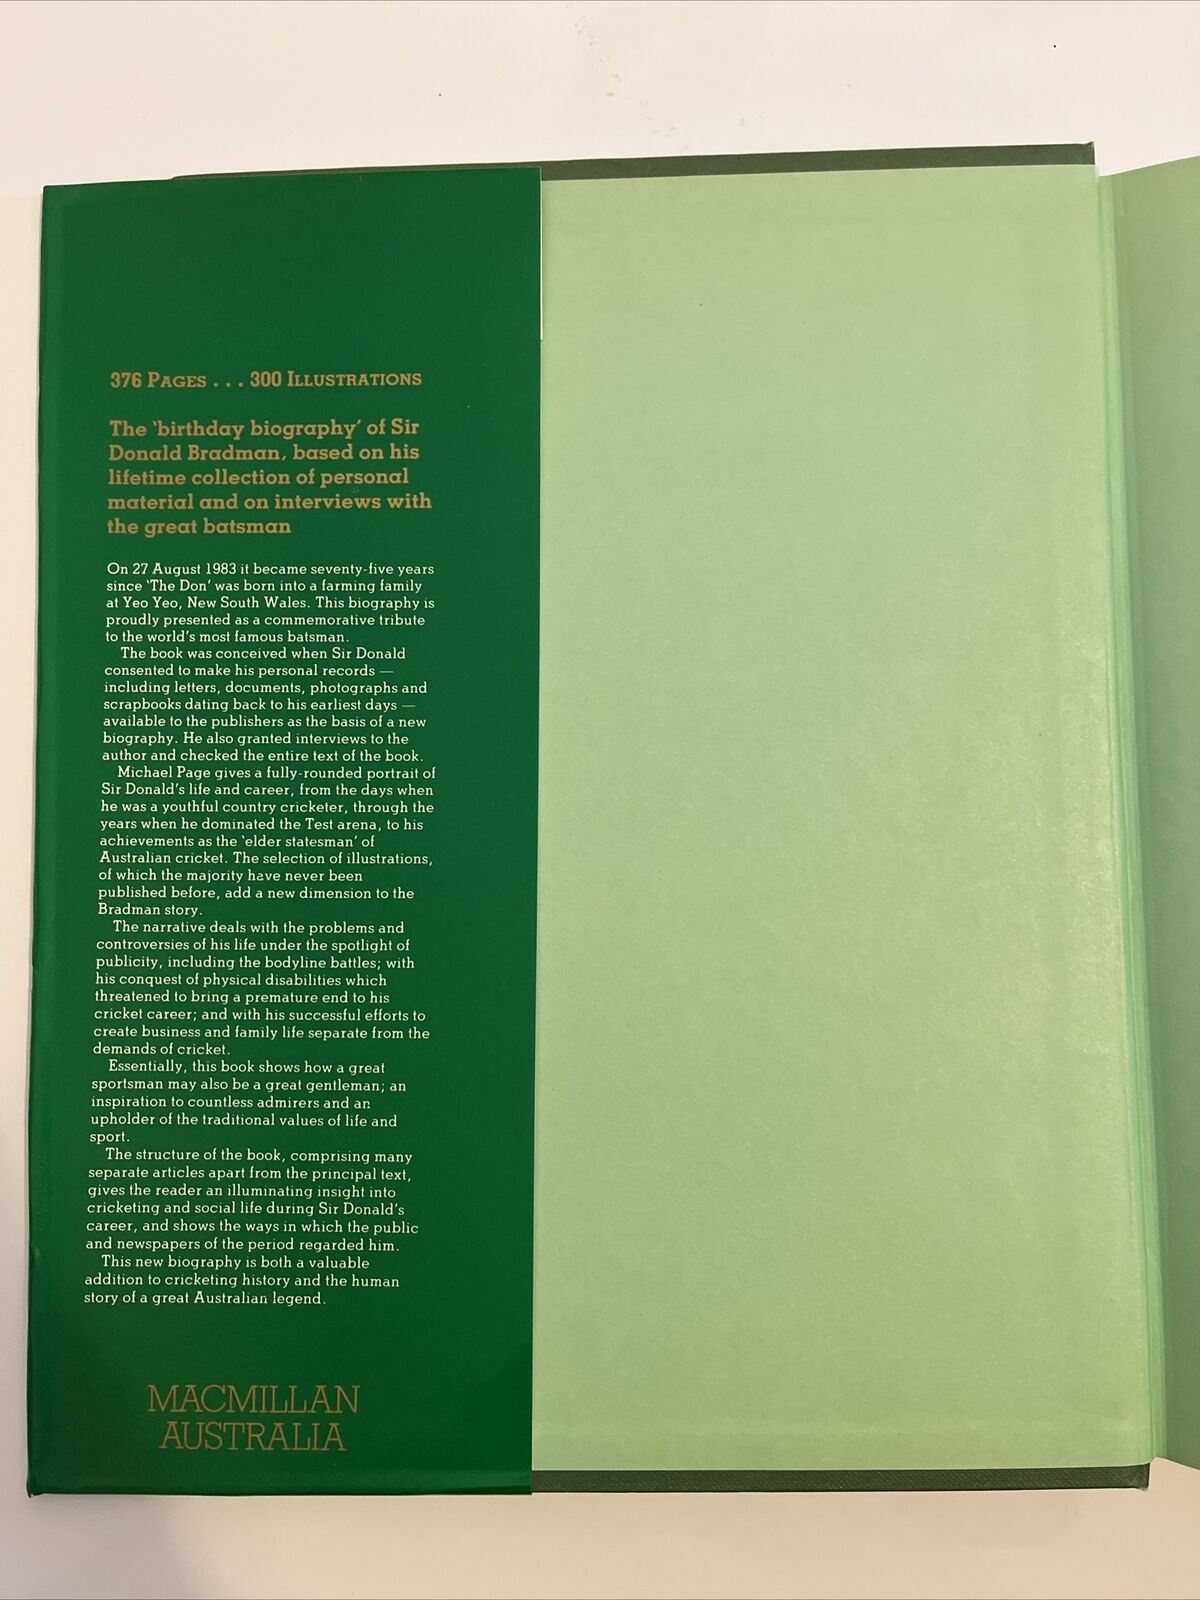 376 PAGES . . . 300 ILLUSTRATIONS
The ‘birthday biography’ of Sir
Donald Bradman, based on his
lifetime collection of personal
material and on interviews with
the great batsman
On 27 August 1983 it became seventy-five years
since ‘The Don’ was born into a farming family
at Yeo Yeo, New South Wales. This biography is
proudly presented as a commemorative tribute
to the world’s most famous batsman.
The book was conceived when Sir Donald
consented to make his personal records —
including letters, documents, photographs and
scrapbooks dating back to his earliest days —
available to the publishers as the basis of a new
biography. He also granted interviews to the
author and checked the entire text of the book.
Michael Page gives a fully-rounded portrait of
Sir Donald’s life and career, from the days when
he was a youthful country cricketer, through the
years when he dominated the Test arena, to his
achievements as the ‘elder statesman’ of
Australian cricket. The selection of illustrations,
of which the majority have never been
published before, add a new dimension to the
Bradman story.
The narrative deals with the problems and
controversies of his life under the spotlight of
publicity, including the bodyline battles; with
his conquest of physical disabilities which
threatened to bring a premature end to his
cricket career; and with his successful efforts to
create business and family life separate from the
demands of cricket.
Essentially, this book shows how a great
sportsman may also be a great gentleman; an
inspiration to countless admirers and an
upholder of the traditional values of life and
sport.
The structure of the book, comprising many
separate articles apart from the principal text,
gives the reader an illuminating insight into
cricketing and social life during Sir Donald’s
career, and shows the ways in which the public
and newspapers of the period regarded him.
This new biography is both a valuable
addition to cricketing history and the human
story of a great Australian legend.
MACMILLAN
AUSTRALIA